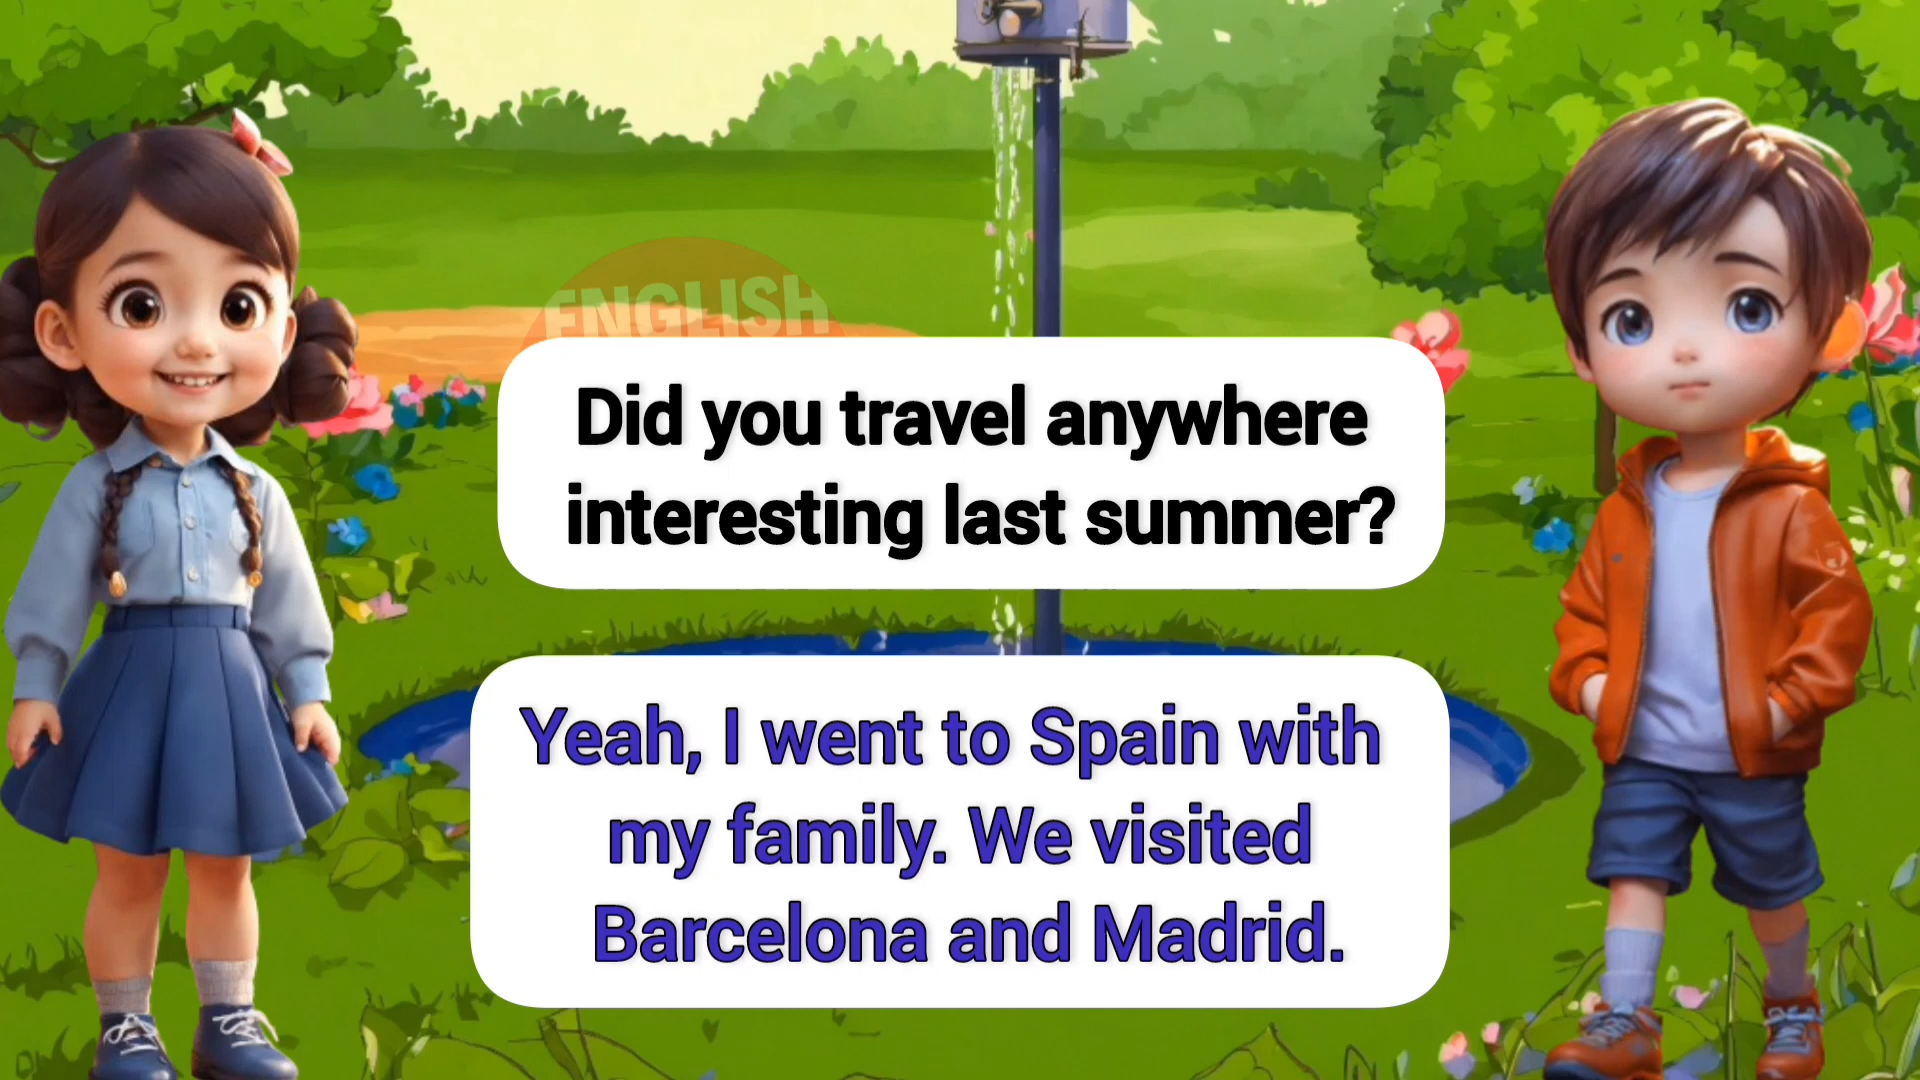 ENGLISH
Did you travel anywhere
interesting last summer?
Yeah, I went to Spain with
my family. We visited
Barcelona and Madrid.